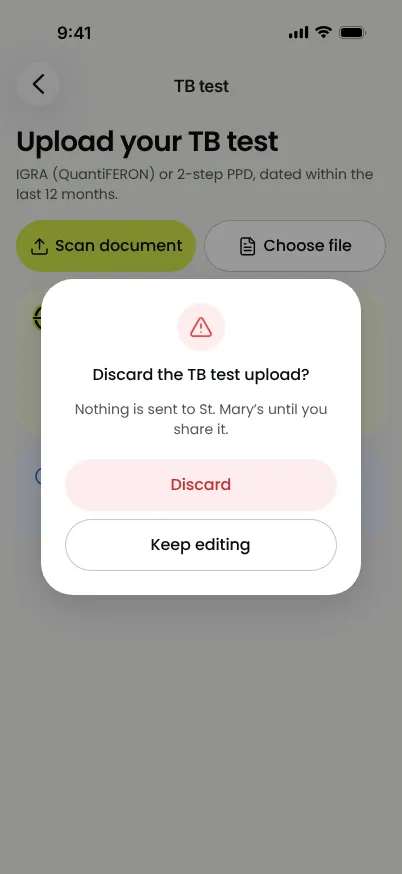 9:41
TB test
Upload your TB test
IGRA (QuantiFERON) or 2-step PPD, dated within the
last 12 months.
Scan document
Choose file
Discard the TB test upload?
Nothing is sent to St. Mary’s until you
share it.
Discard
Keep editing